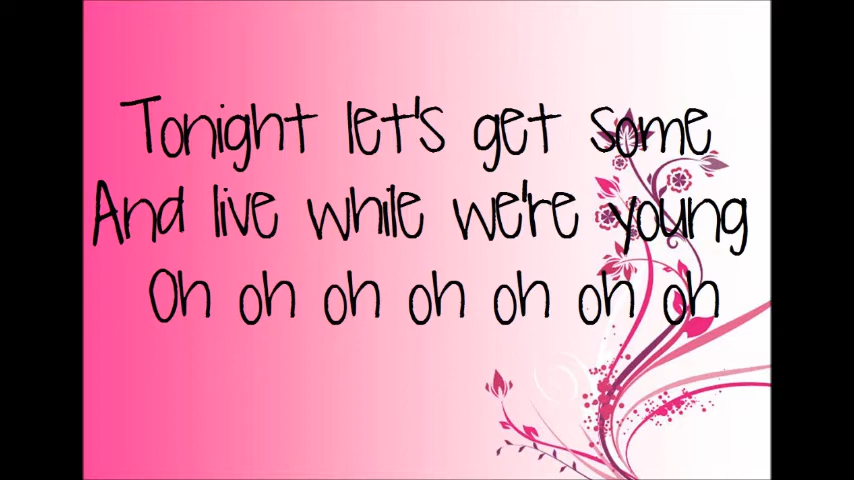 Tonight let's get some
And live while we're young
Oh oh oh oh oh oh oh